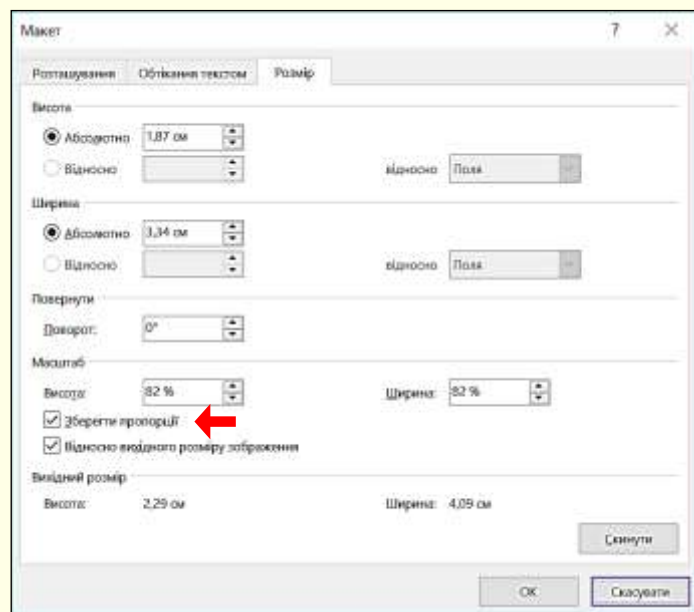 Макет ?
Розташування Обтікання текстом Розмір
Висота
Абсолютно 1,87 см
Відносно відносно Поля
Ширина
Абсолютно 3,34 см
Відносно відносно Поля
Повернути
Поворот: 0°
Масштаб
Висота: 82 % Ширина: 82 %
Зберегти пропорції
Відносно вихідного розміру зображення
Вихідний розмір
Висота: 2,29 см Ширина: 4,09 см
Скинути
ОК Скасувати